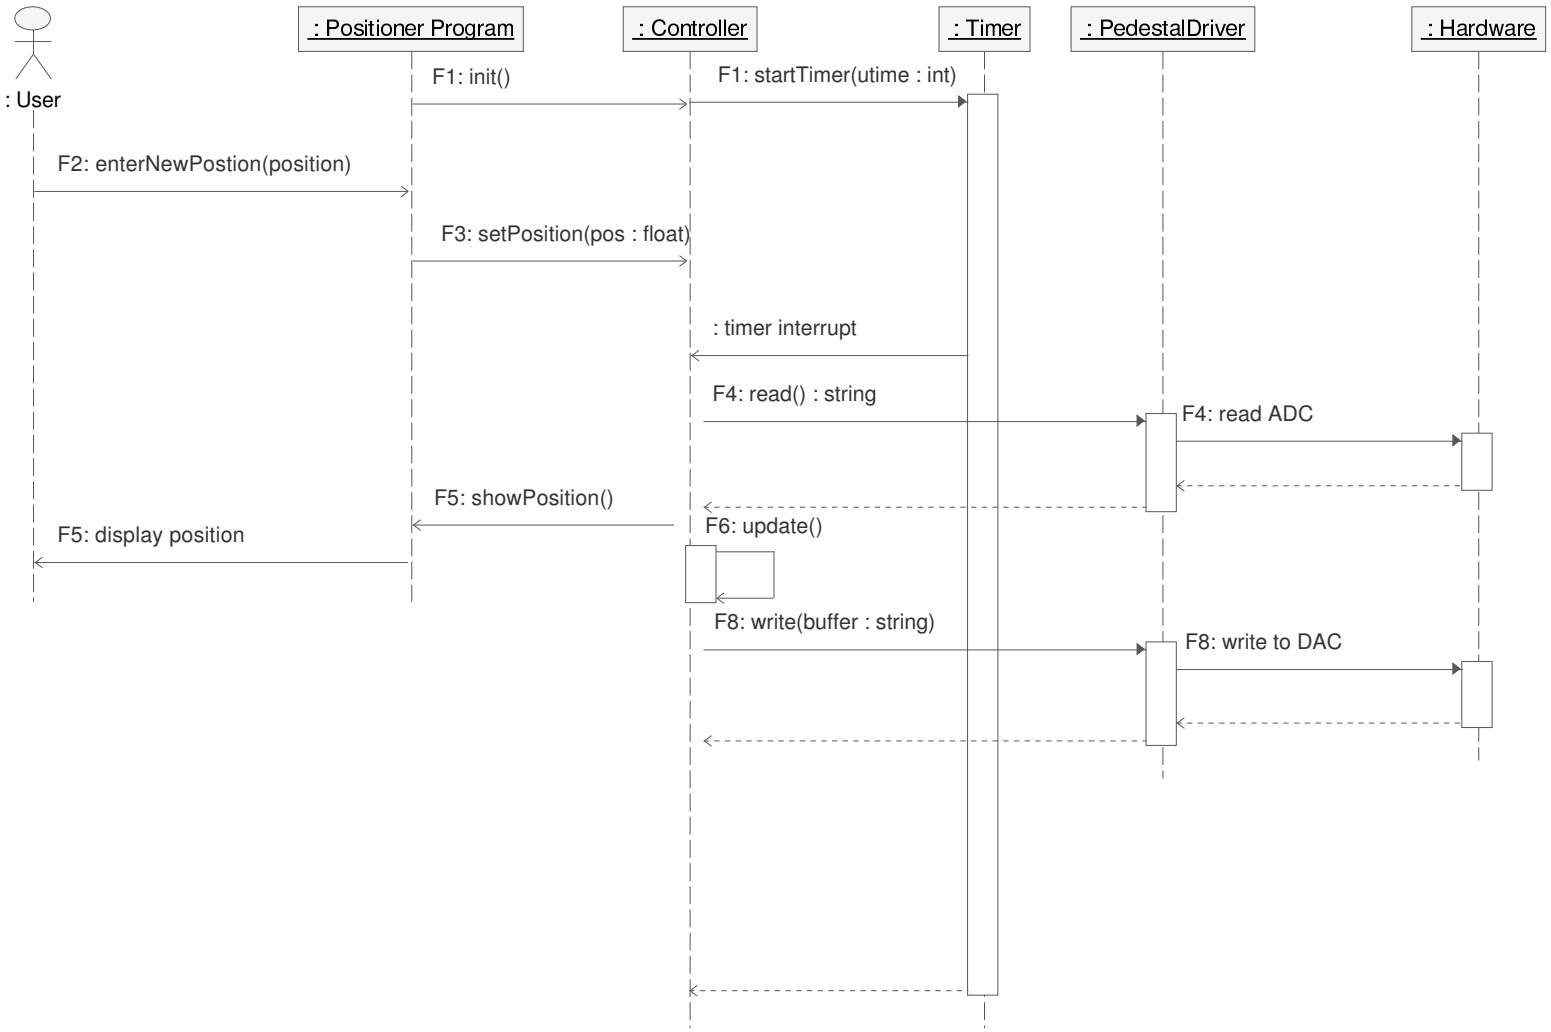 : Positioner Program
: Controller
: Timer
: PedestalDriver
: Hardware
: User
F1: init()
F1: startTimer(utime : int)
F2: enterNewPostion(position)
F3: setPosition(pos : float)
: timer interrupt
F4: read() : string
F4: read ADC
F5: showPosition()
F6: update()
F5: display position
F8: write(buffer : string)
F8: write to DAC